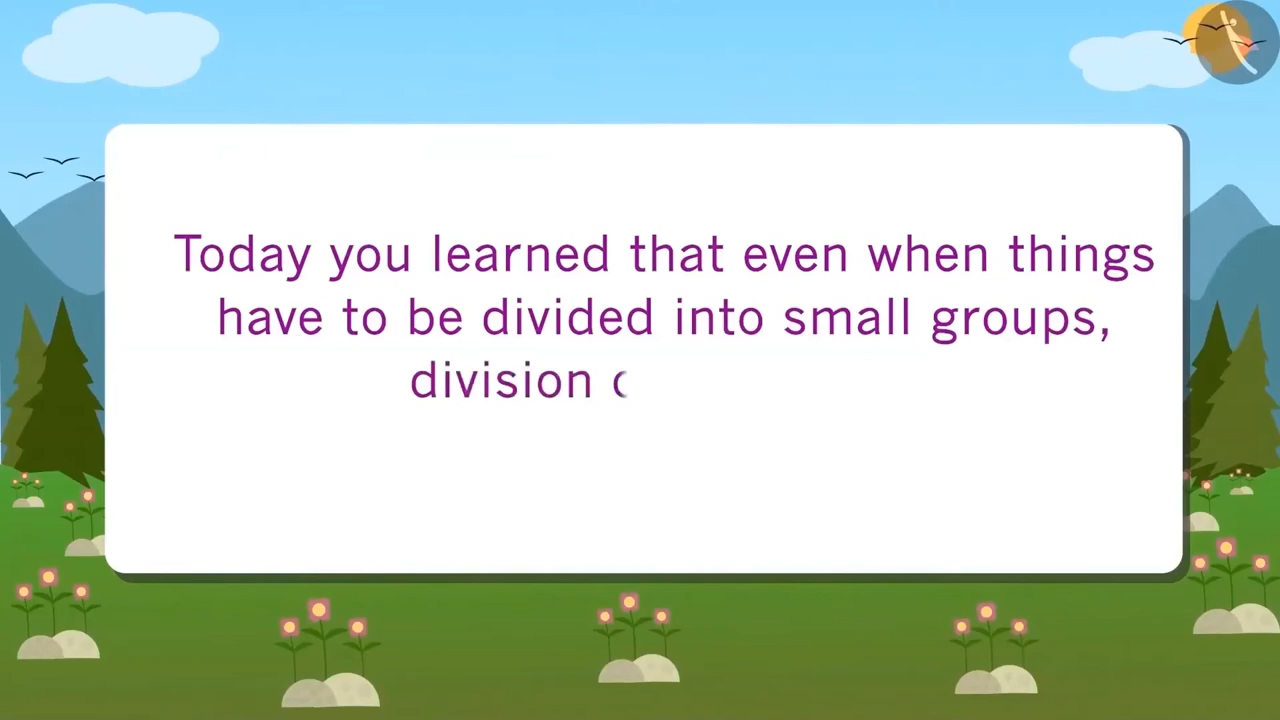 Today you learned that even when things
have to be divided into small groups,
division